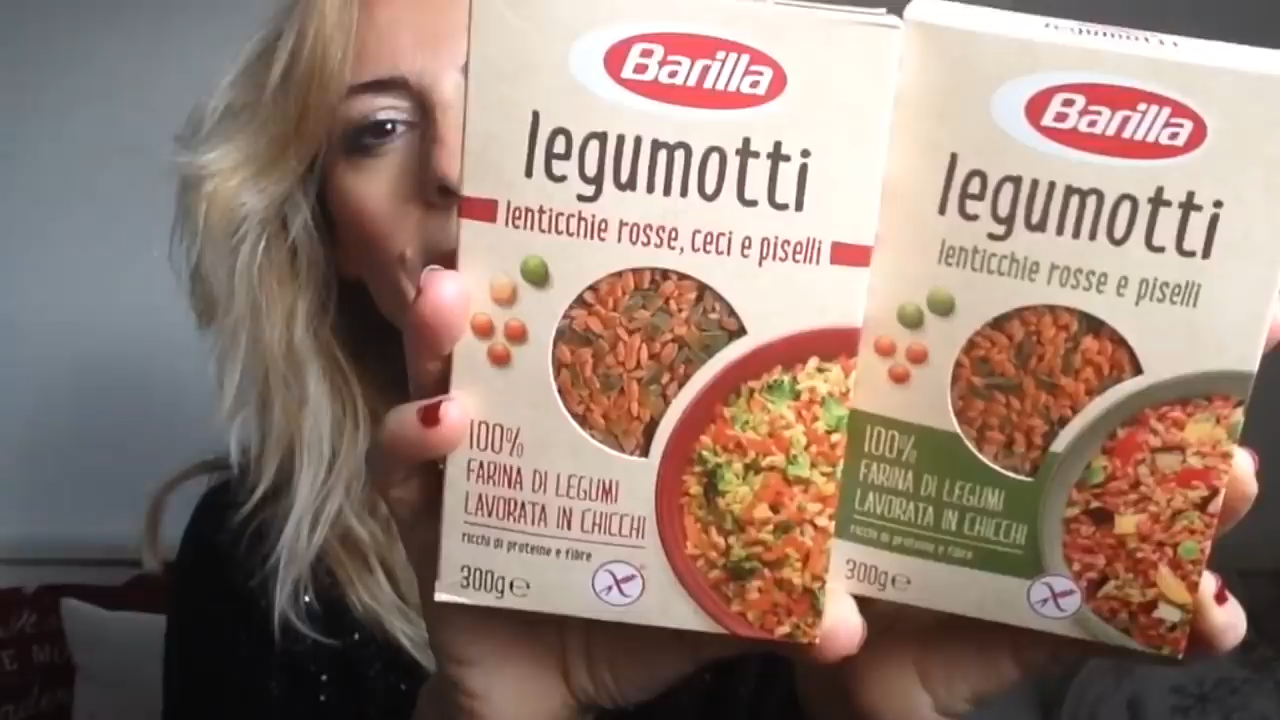 Barilla
legumotti
lenticchie rosse, ceci e piselli
100%
FARINA DI LEGUMI
LAVORATA IN CHICCHI
ricchi di proteine e fibre
300g℮
legumotti
Barilla
legumotti
lenticchie rosse e piselli
100%
FARINA DI LEGUMI
LAVORATA IN CHICCHI
ricchi di proteine e fibre
300g℮